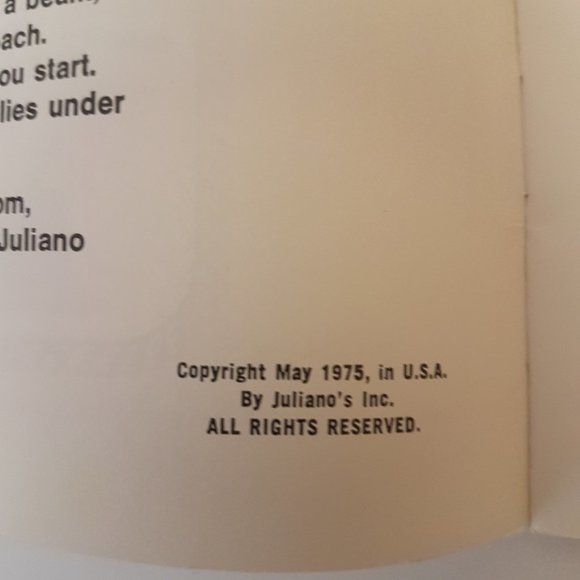 a
ach.
ou start.
lies under
om,
Juliano
Copyright May 1975, in U.S.A.
By Juliano's Inc.
ALL RIGHTS RESERVED.